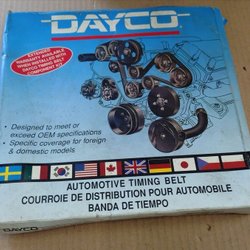 DAYCO
EXTENDED
WARRANTY AVAILABLE
WHEN INSTALLED WITH
DAYCO TIMING BELT
COMPONENT KIT
• Designed to meet or
exceed OEM specifications
• Specific coverage for foreign
& domestic models
AUTOMOTIVE TIMING BELT
COURROIE DE DISTRIBUTION POUR AUTOMOBILE
BANDA DE TIEMPO
DAYCO